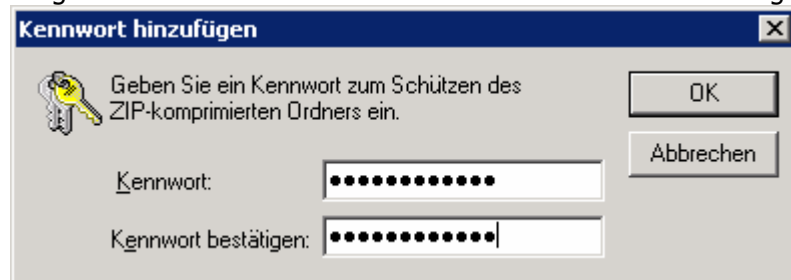 Kennwort hinzufügen
Geben Sie ein Kennwort zum Schützen des
ZIP-komprimierten Ordners ein.
OK
Abbrechen
Kennwort: ●●●●●●●●●●●●
Kennwort bestätigen: ●●●●●●●●●●●●